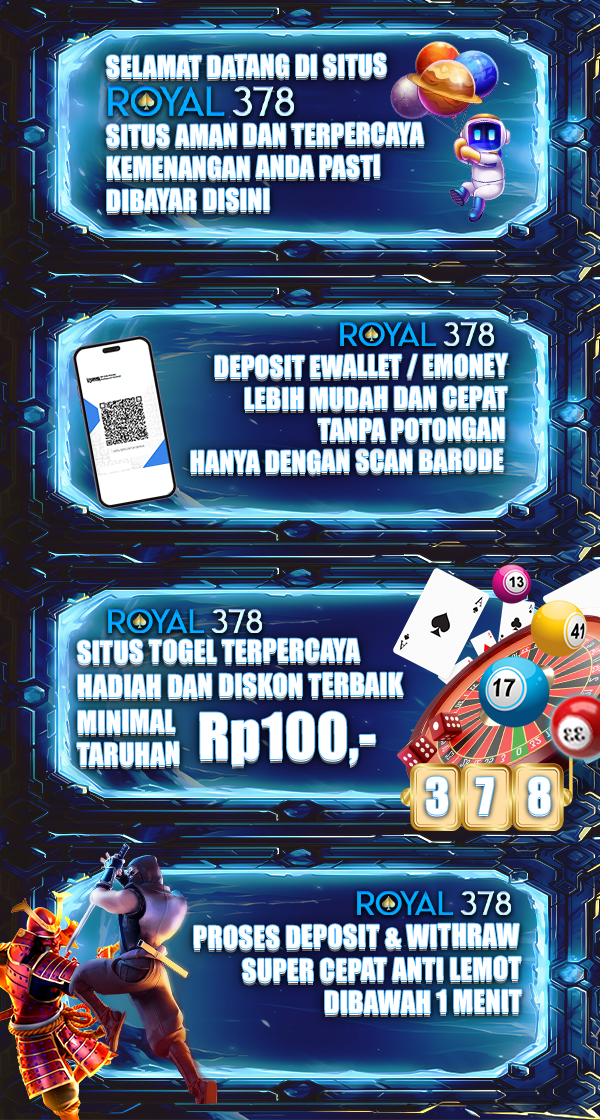 SELAMAT DATANG DI SITUS
ROYAL 378
SITUS AMAN DAN TERPERCAYA
KEMENANGAN ANDA PASTI
DIBAYAR DISINI
ROYAL 378
DEPOSIT EWALLET / EMONEY
LEBIH MUDAH DAN CEPAT
TANPA POTONGAN
HANYA DENGAN SCAN BARODE
ROYAL 378
SITUS TOGEL TERPERCAYA
HADIAH DAN DISKON TERBAIK
MINIMAL
TARUHAN Rp100,-
A
13
41
17
33
3 7 8
ROYAL 378
PROSES DEPOSIT & WITHRAW
SUPER CEPAT ANTI LEMOT
DIBAWAH 1 MENIT